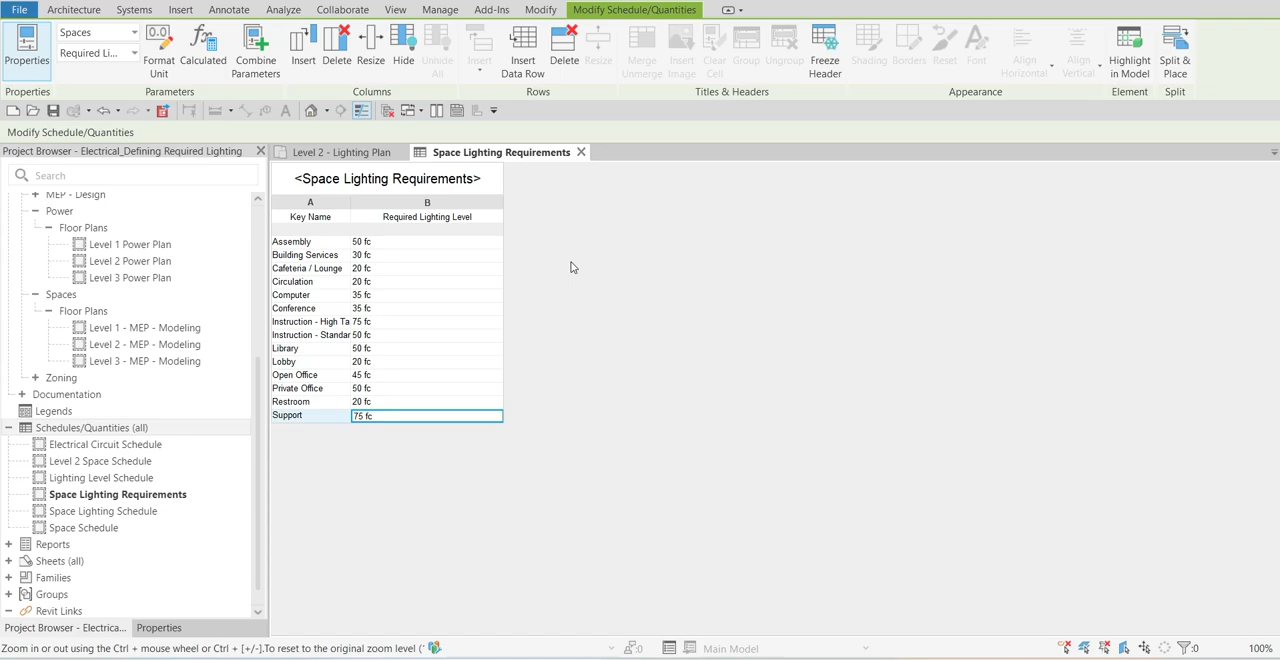 File Architecture Systems Insert Annotate Analyze Collaborate View Manage Add-Ins Modify Modify Schedule/Quantities
Spaces
Required Li...
Properties
Format
Unit
Calculated
Combine
Parameters
Insert
Delete
Resize
Hide
Unhide
All
Insert
Insert
Data Row
Delete
Resize
Merge
Unmerge
Insert
Image
Clear
Cell
Group
Ungroup
Freeze
Header
Shading
Borders
Reset
Font
Align
Horizontal
Align
Vertical
Highlight
in Model
Split &
Place
Properties Parameters Columns Rows Titles & Headers Appearance Element Split
Modify Schedule/Quantities
Project Browser - Electrical_Defining Required Lighting
Search
MEP - Design
Power
Floor Plans
Level 1 Power Plan
Level 2 Power Plan
Level 3 Power Plan
Spaces
Floor Plans
Level 1 - MEP - Modeling
Level 2 - MEP - Modeling
Level 3 - MEP - Modeling
Zoning
Documentation
Legends
Schedules/Quantities (all)
Electrical Circuit Schedule
Level 2 Space Schedule
Lighting Level Schedule
Space Lighting Requirements
Space Lighting Schedule
Space Schedule
Reports
Sheets (all)
Families
Groups
Revit Links
Project Browser - Electrica... Properties
Level 2 - Lighting Plan Space Lighting Requirements
<Space Lighting Requirements>
A B
Key Name Required Lighting Level
Assembly 50 fc
Building Services 30 fc
Cafeteria / Lounge 20 fc
Circulation 20 fc
Computer 35 fc
Conference 35 fc
Instruction - High Ta 75 fc
Instruction - Standar 50 fc
Library 50 fc
Lobby 20 fc
Open Office 45 fc
Private Office 50 fc
Restroom 20 fc
Support 75 fc
Zoom in or out using the Ctrl + mouse wheel or Ctrl + [+/-].To reset to the original zoom level (' :0 Main Model :0 100%